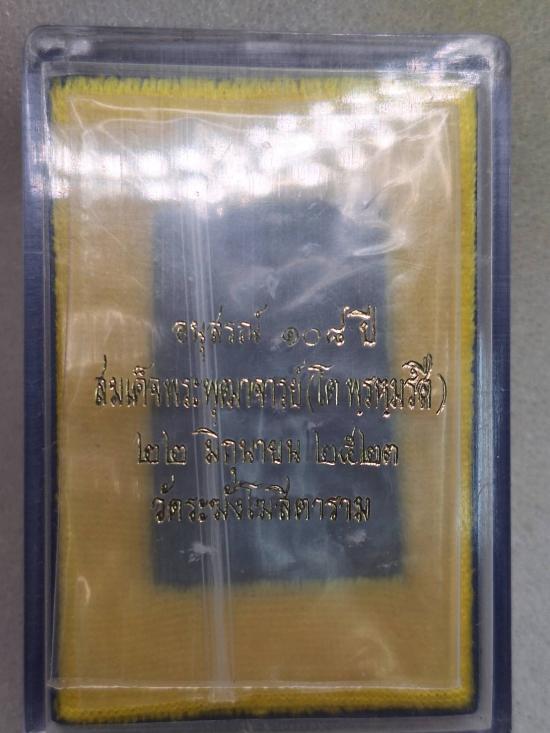 อนุสรณ์ ๑๐๘ ปี
สมเด็จพระพุฒาจารย์(โต พรหมรังสี)
๒๒ มิถุนายน ๒๕๒๓
วัดระฆังโฆสิตาราม